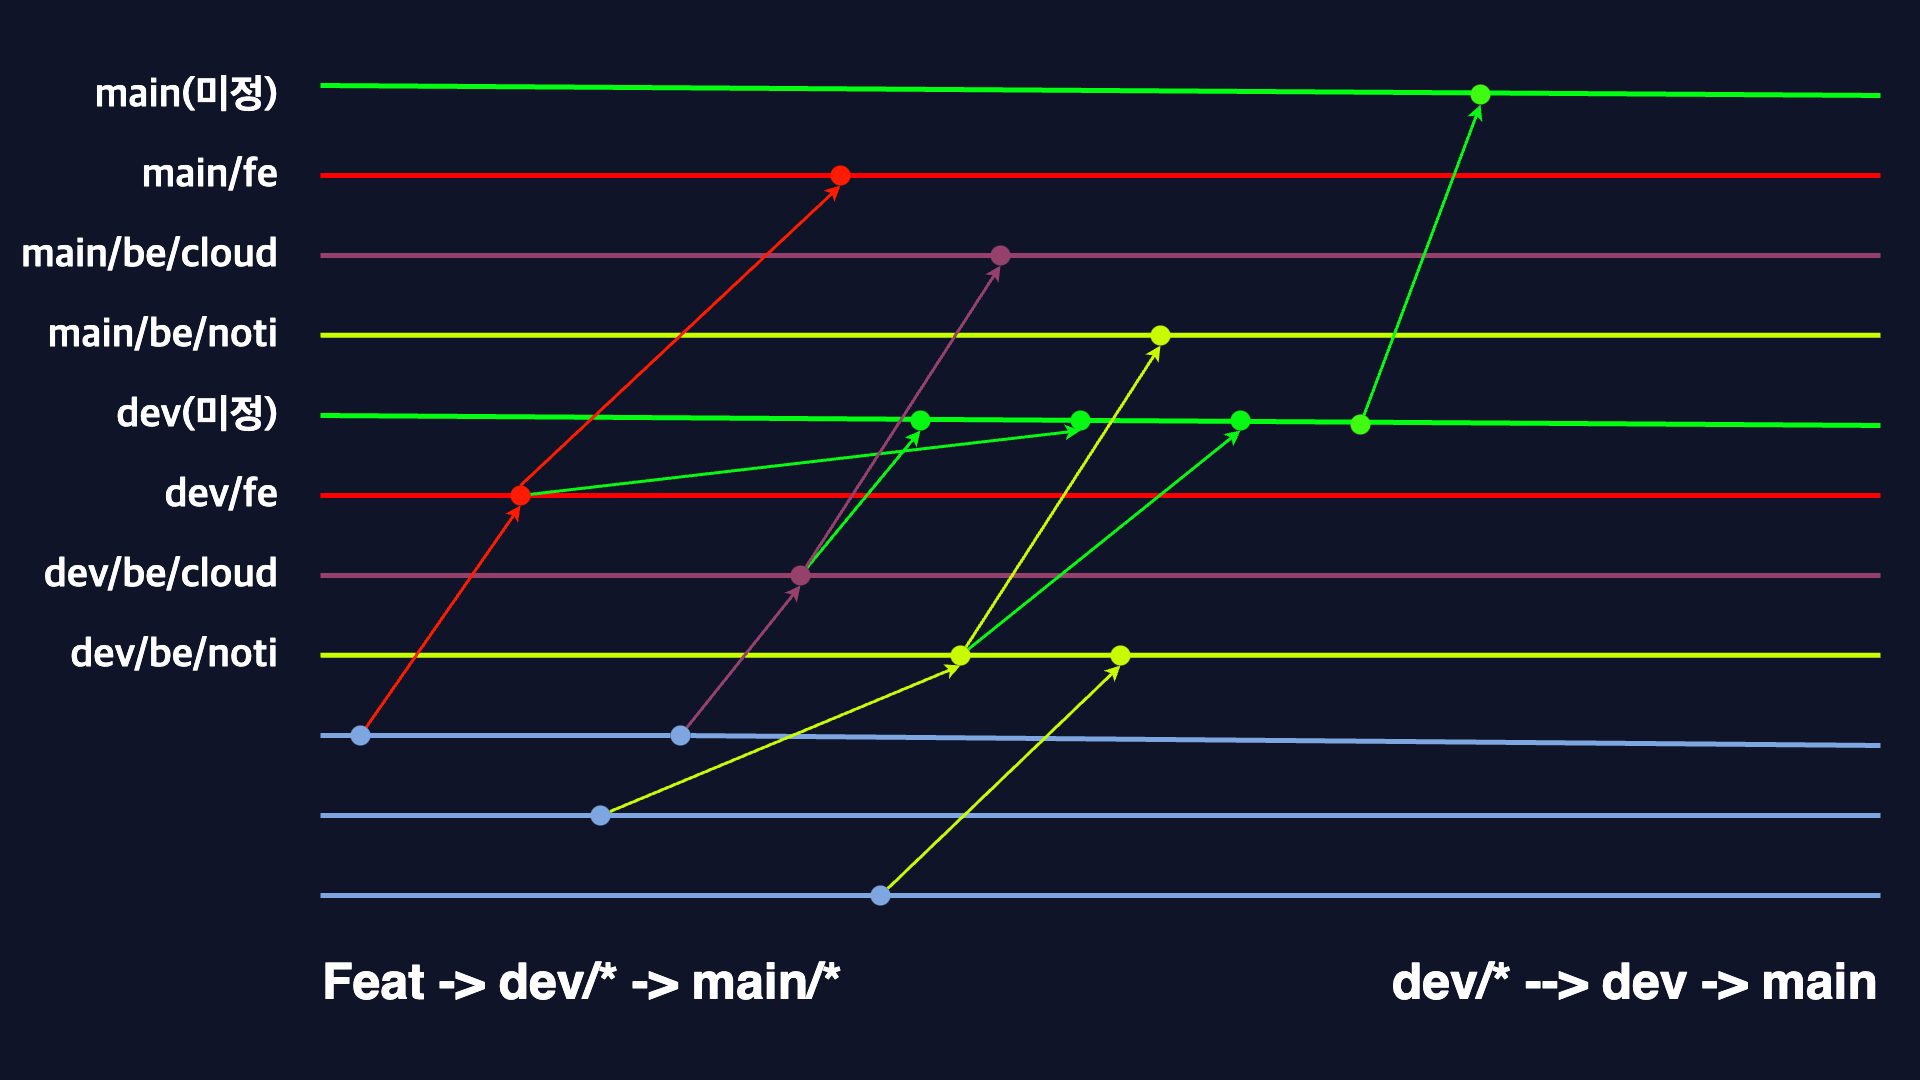 main(미정)
main/fe
main/be/cloud
main/be/noti
dev(미정)
dev/fe
dev/be/cloud
dev/be/noti
Feat -> dev/* -> main/*
dev/* --> dev -> main